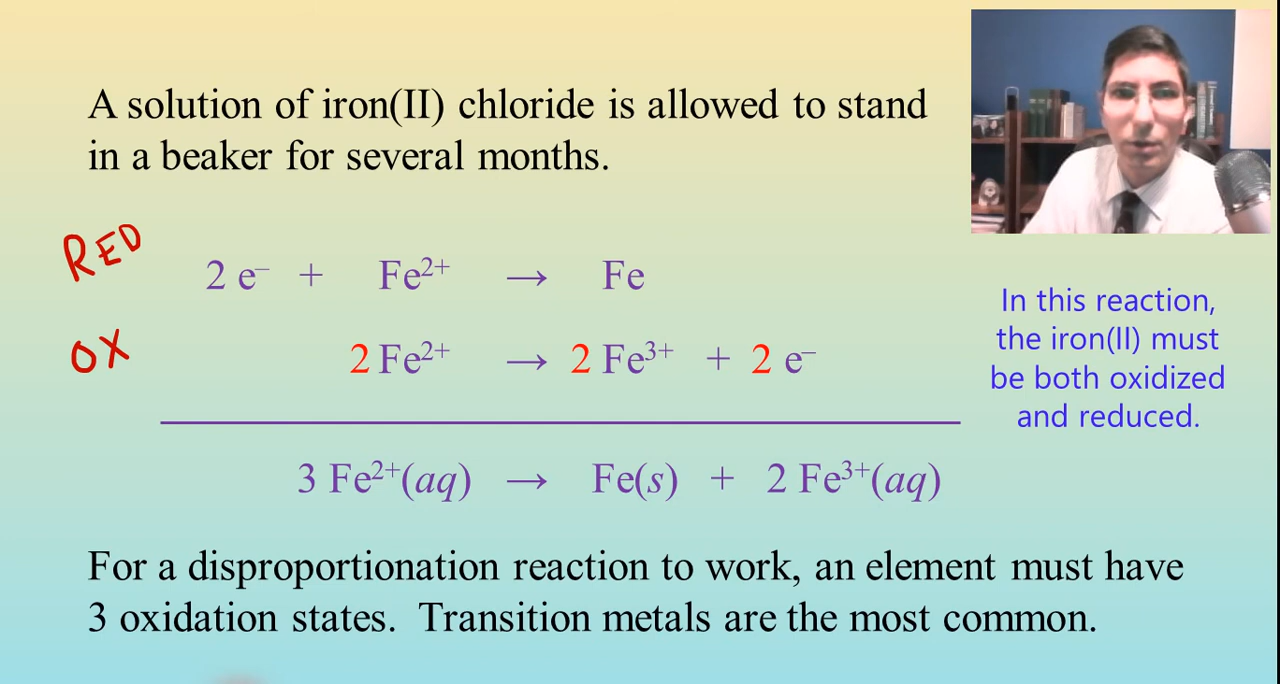 A solution of iron(II) chloride is allowed to stand
in a beaker for several months.
RED
2 e⁻ + Fe²⁺ → Fe
OX
2 Fe²⁺ → 2 Fe³⁺ + 2 e⁻
In this reaction,
the iron(II) must
be both oxidized
and reduced.
3 Fe²⁺(aq) → Fe(s) + 2 Fe³⁺(aq)
For a disproportionation reaction to work, an element must have
3 oxidation states. Transition metals are the most common.